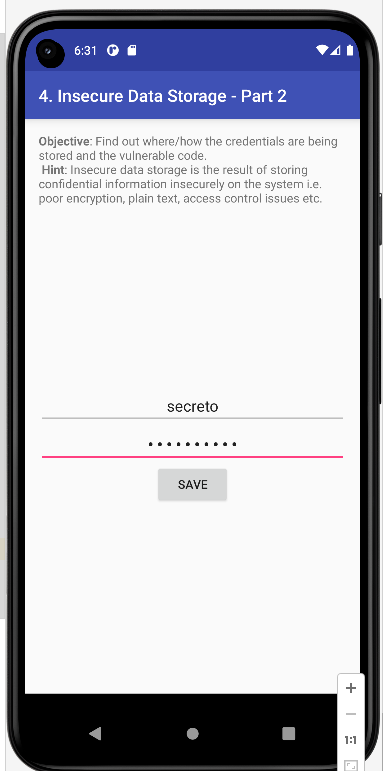 6:31
4. Insecure Data Storage - Part 2
Objective: Find out where/how the credentials are being
stored and the vulnerable code.
Hint: Insecure data storage is the result of storing
confidential information insecurely on the system i.e.
poor encryption, plain text, access control issues etc.
secreto
••••••••••
SAVE
1:1